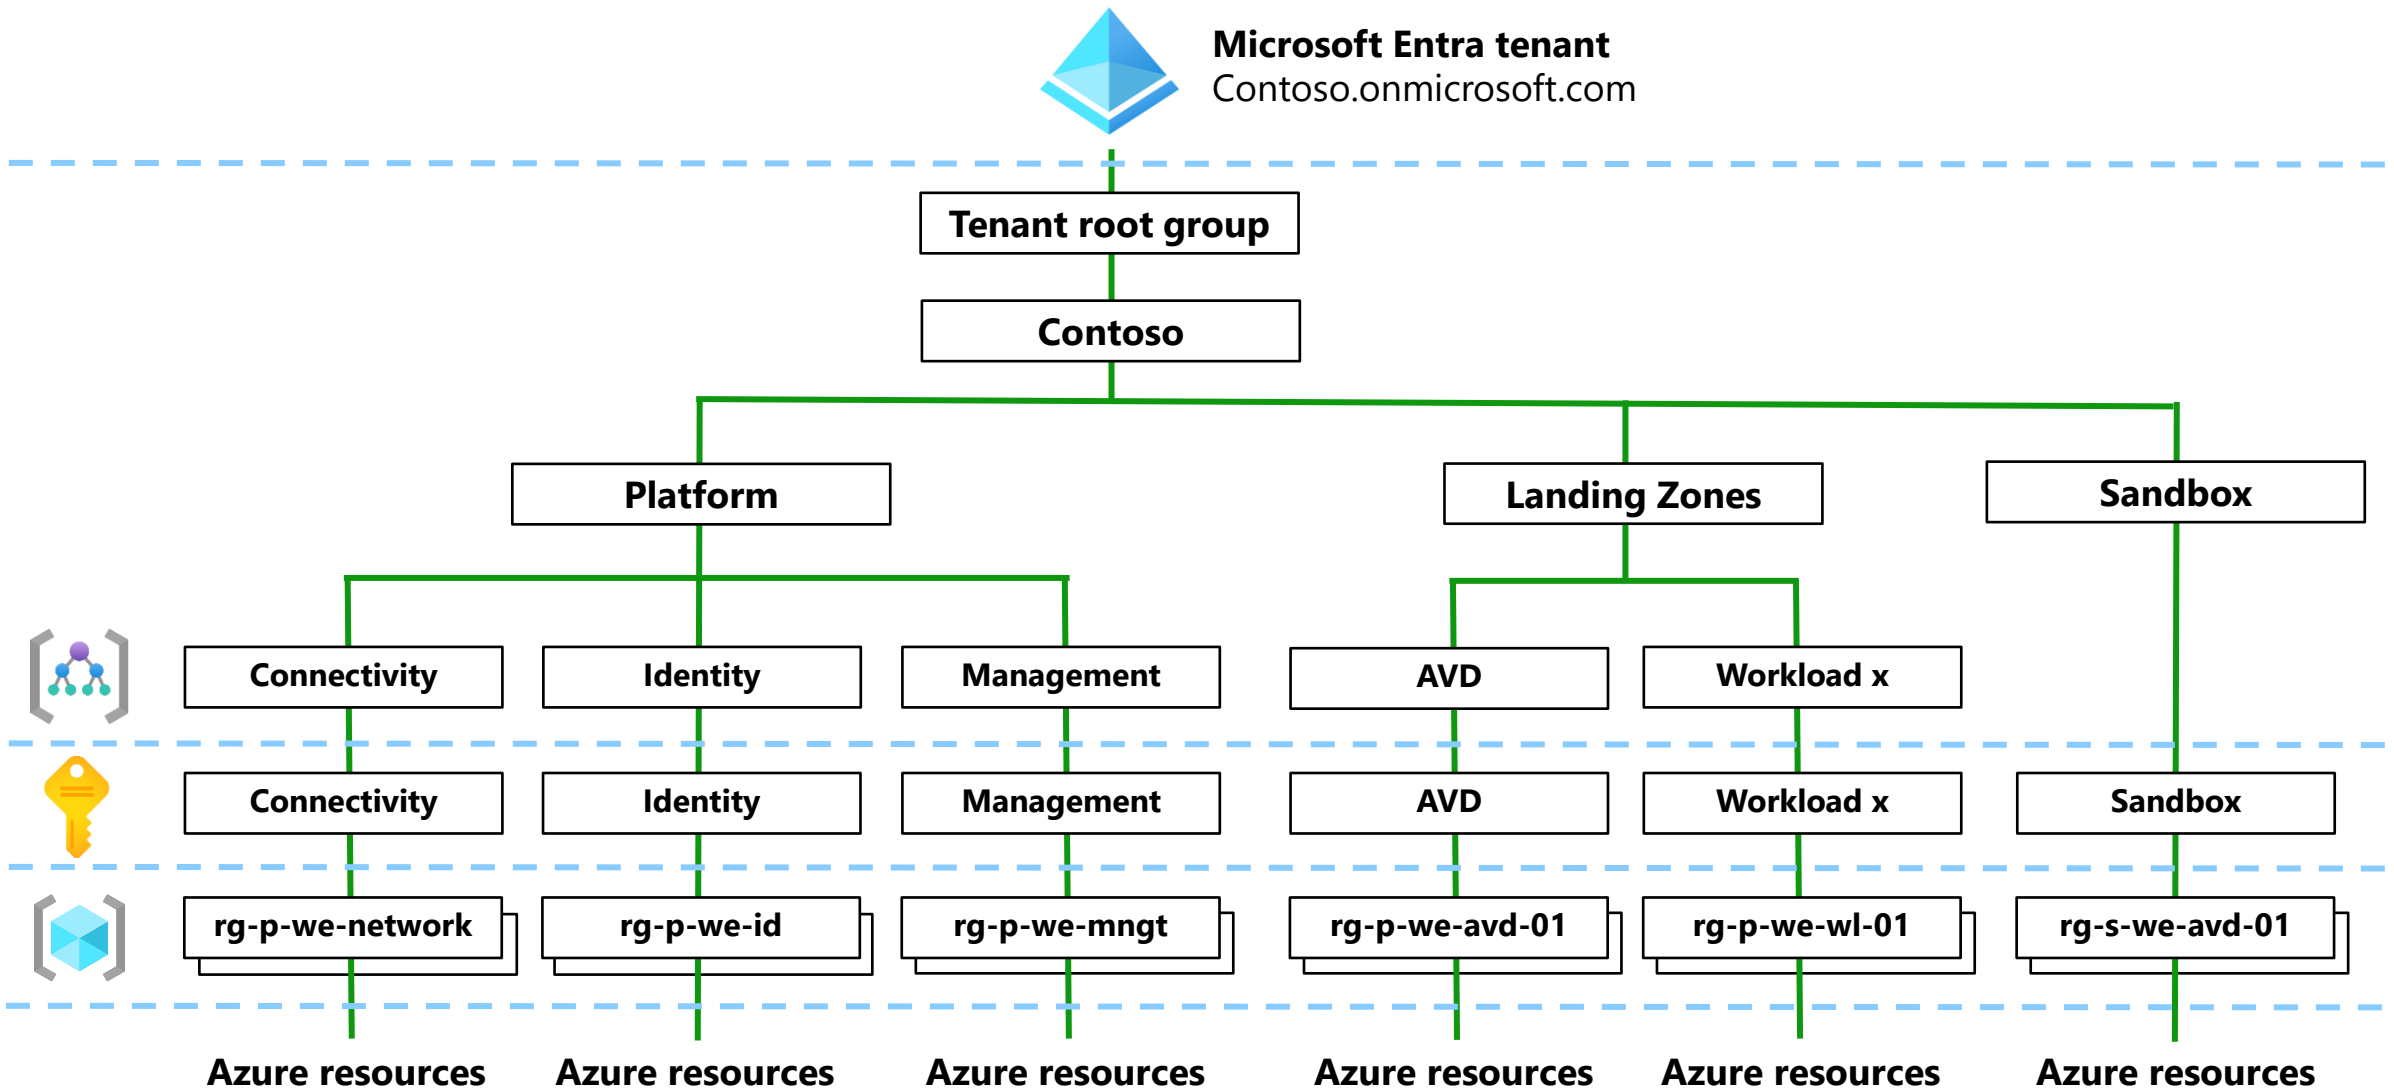 Microsoft Entra tenant
Contoso.onmicrosoft.com
Tenant root group
Contoso
Platform
Landing Zones
Sandbox
Connectivity
Identity
Management
AVD
Workload x
Connectivity
Identity
Management
AVD
Workload x
Sandbox
rg-p-we-network
rg-p-we-id
rg-p-we-mngt
rg-p-we-avd-01
rg-p-we-wl-01
rg-s-we-avd-01
Azure resources
Azure resources
Azure resources
Azure resources
Azure resources
Azure resources